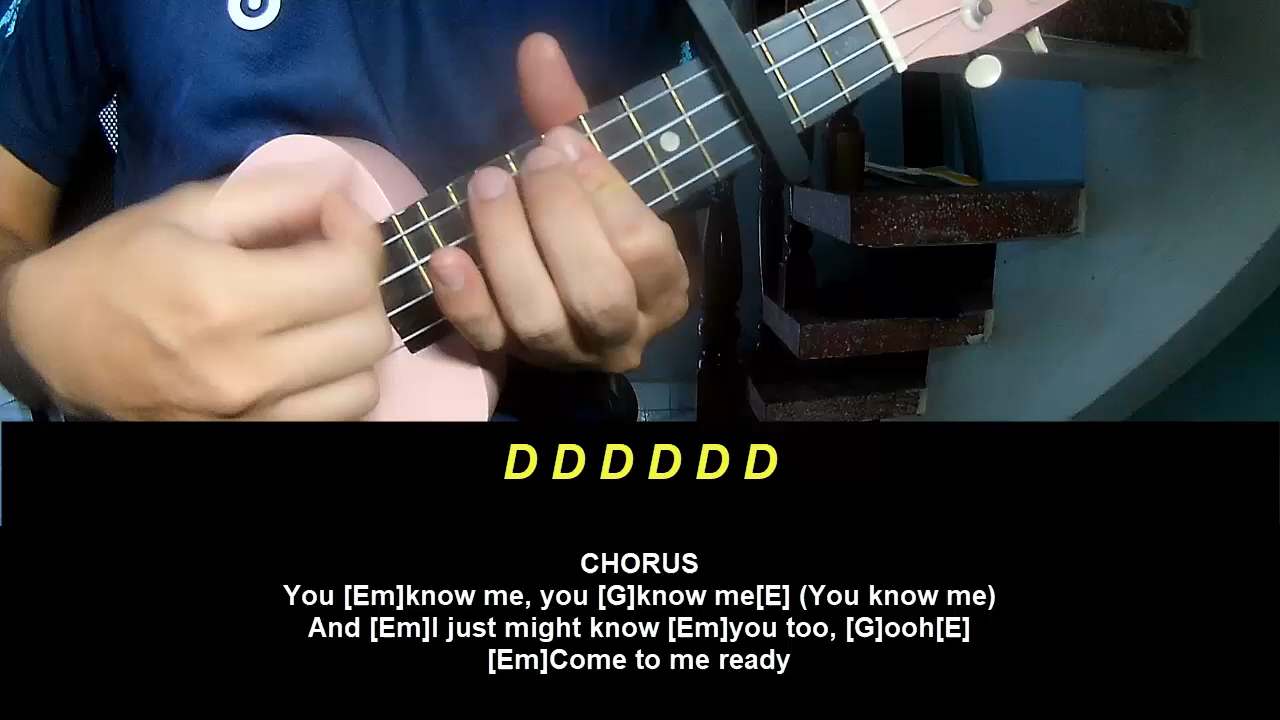 D D D D D D
CHORUS
You [Em]know me, you [G]know me[E] (You know me)
And [Em]I just might know [Em]you too, [G]ooh[E]
[Em]Come to me ready